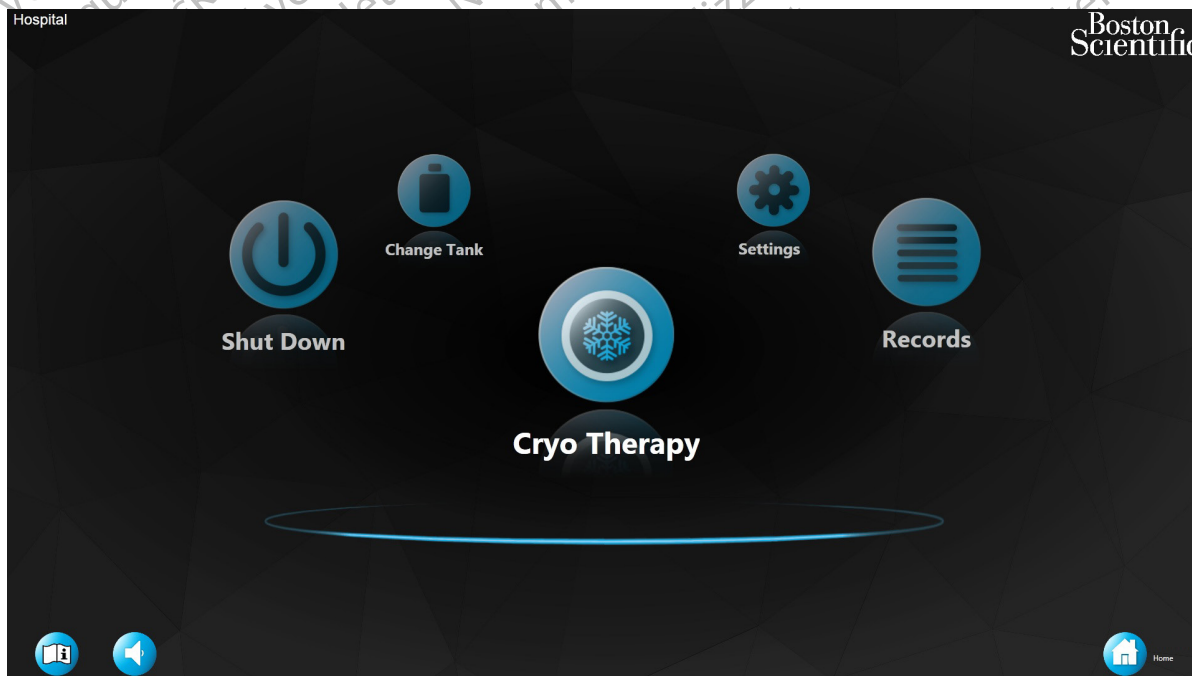 Hospital
Boston
Scientific
Change Tank
Settings
Shut Down
Records
Cryo Therapy
Home